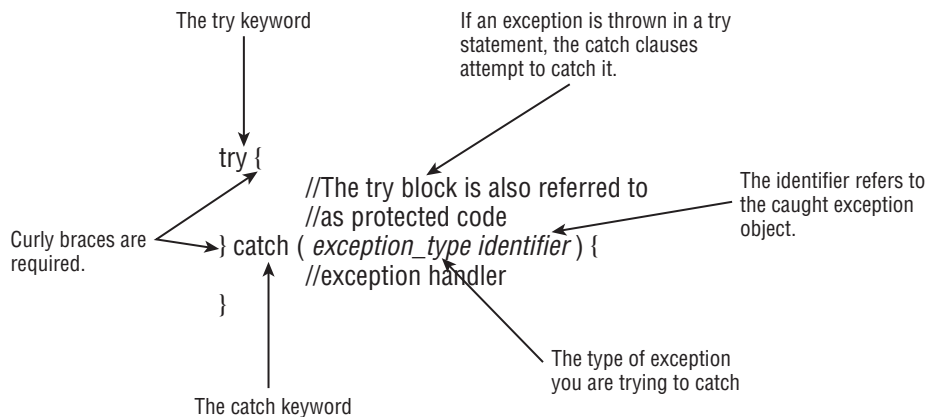 The try keyword
If an exception is thrown in a try
statement, the catch clauses
attempt to catch it.
try {
//The try block is also referred to
//as protected code
The identifier refers to
the caught exception
object.
Curly braces are
required.
} catch ( exception_type identifier ) {
//exception handler
}
The type of exception
you are trying to catch
The catch keyword